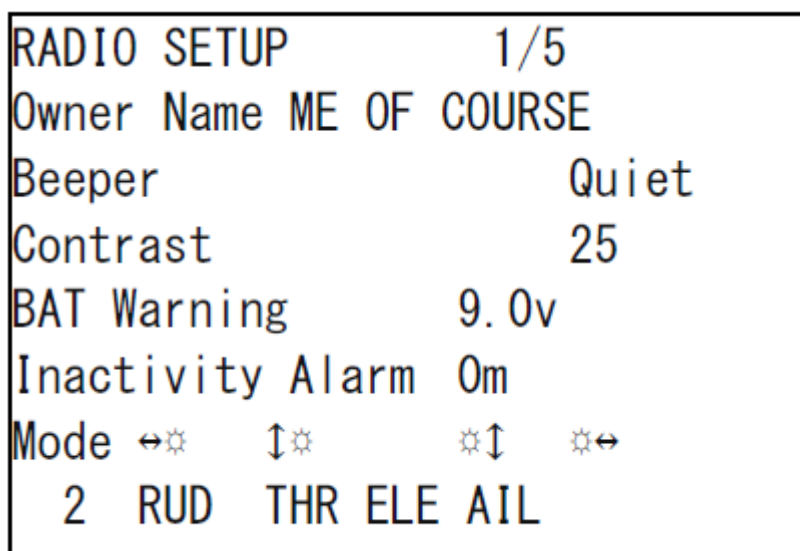 RADIO SETUP 1/5
Owner Name ME OF COURSE
Beeper Quiet
Contrast 25
BAT Warning 9.0v
Inactivity Alarm 0m
Mode ↔☼ ↕☼ ☼↕ ☼↔
2 RUD THR ELE AIL